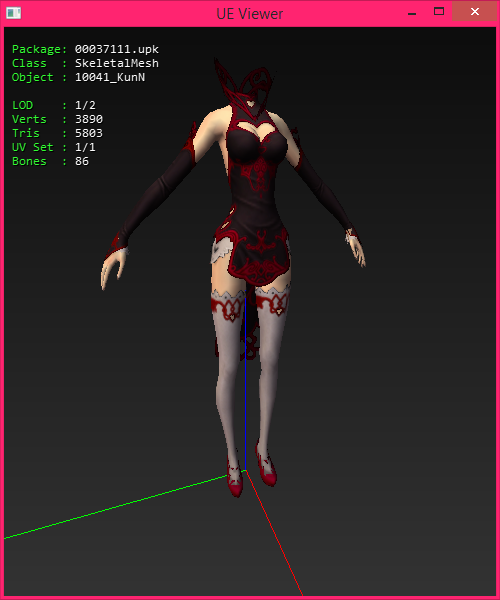 UE Viewer
Package: 00037111.upk
Class  : SkeletalMesh
Object : 10041_KunN
LOD    : 1/2
Verts  : 3890
Tris   : 5803
UV Set : 1/1
Bones  : 86